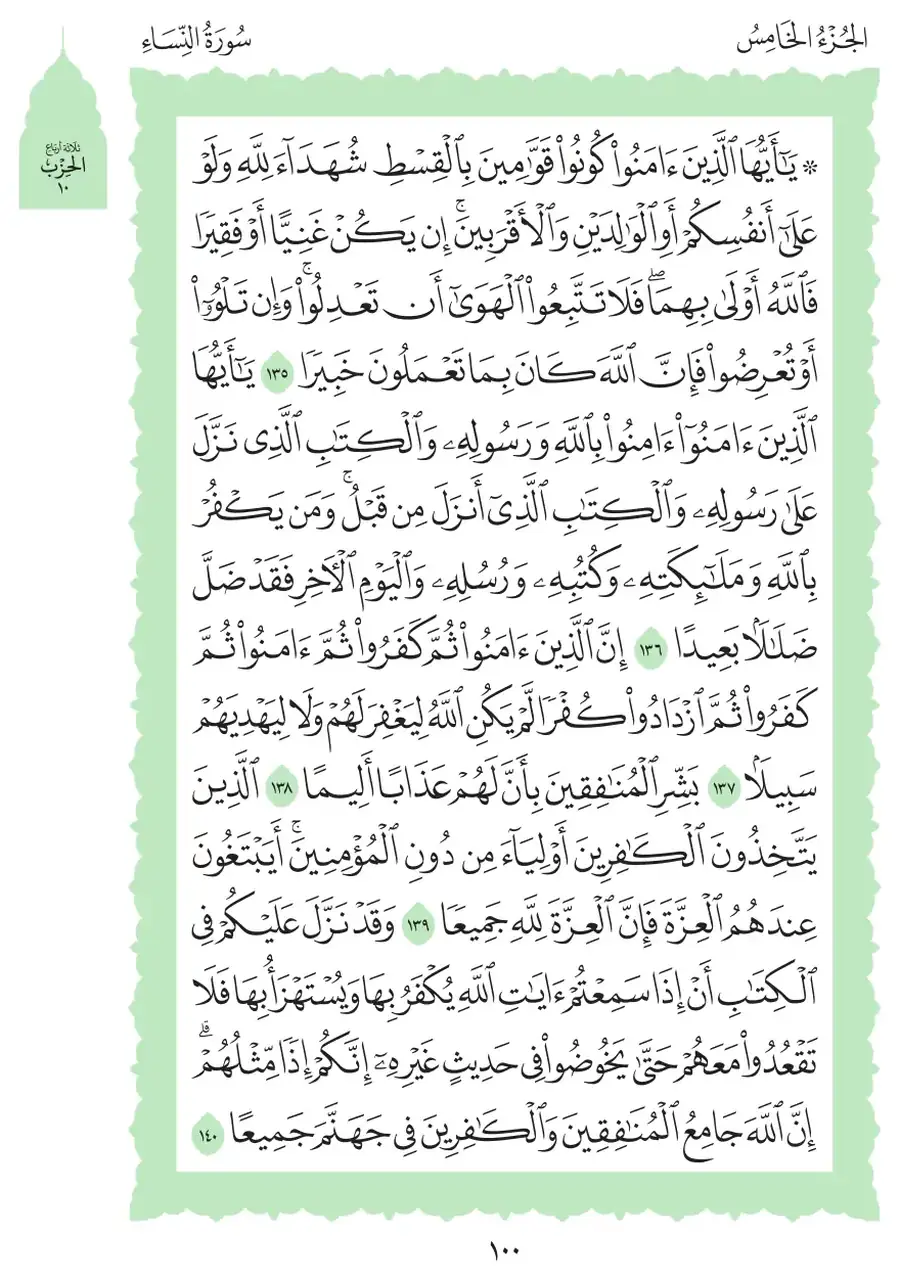 الجُزْءُ الخَامِسُ
سُورَةُ النِّسَاءِ
ثلاثة أرباع
الحِزْب
١٠
۞ يَـٰٓأَيُّهَا ٱلَّذِينَ ءَامَنُوا۟ كُونُوا۟ قَوَّٰمِينَ بِٱلْقِسْطِ شُهَدَآءَ لِلَّهِ وَلَوْ
عَلَىٰٓ أَنفُسِكُمْ أَوِ ٱلْوَٰلِدَيْنِ وَٱلْأَقْرَبِينَ ۚ إِن يَكُنْ غَنِيًّا أَوْ فَقِيرًا
فَٱللَّهُ أَوْلَىٰ بِهِمَا ۖ فَلَا تَتَّبِعُوا۟ ٱلْهَوَىٰٓ أَن تَعْدِلُوا۟ ۚ وَإِن تَلْوُۥٓا۟
أَوْ تُعْرِضُوا۟ فَإِنَّ ٱللَّهَ كَانَ بِمَا تَعْمَلُونَ خَبِيرًا ١٣٥ يَـٰٓأَيُّهَا
ٱلَّذِينَ ءَامَنُوٓا۟ ءَامِنُوا۟ بِٱللَّهِ وَرَسُولِهِۦ وَٱلْكِتَـٰبِ ٱلَّذِى نَزَّلَ
عَلَىٰ رَسُولِهِۦ وَٱلْكِتَـٰبِ ٱلَّذِىٓ أَنزَلَ مِن قَبْلُ ۚ وَمَن يَكْفُرْ
بِٱللَّهِ وَمَلَـٰٓئِكَتِهِۦ وَكُتُبِهِۦ وَرُسُلِهِۦ وَٱلْيَوْمِ ٱلْـَٔاخِرِ فَقَدْ ضَلَّ
ضَلَـٰلًۢا بَعِيدًا ١٣٦ إِنَّ ٱلَّذِينَ ءَامَنُوا۟ ثُمَّ كَفَرُوا۟ ثُمَّ ءَامَنُوا۟ ثُمَّ
كَفَرُوا۟ ثُمَّ ٱزْدَادُوا۟ كُفْرًا لَّمْ يَكُنِ ٱللَّهُ لِيَغْفِرَ لَهُمْ وَلَا لِيَهْدِيَهُمْ
سَبِيلًۢا ١٣٧ بَشِّرِ ٱلْمُنَـٰفِقِينَ بِأَنَّ لَهُمْ عَذَابًا أَلِيمًا ١٣٨ ٱلَّذِينَ
يَتَّخِذُونَ ٱلْكَـٰفِرِينَ أَوْلِيَآءَ مِن دُونِ ٱلْمُؤْمِنِينَ ۚ أَيَبْتَغُونَ
عِندَهُمُ ٱلْعِزَّةَ فَإِنَّ ٱلْعِزَّةَ لِلَّهِ جَمِيعًا ١٣٩ وَقَدْ نَزَّلَ عَلَيْكُمْ فِى
ٱلْكِتَـٰبِ أَنْ إِذَا سَمِعْتُمْ ءَايَـٰتِ ٱللَّهِ يُكْفَرُ بِهَا وَيُسْتَهْزَأُ بِهَا فَلَا
تَقْعُدُوا۟ مَعَهُمْ حَتَّىٰ يَخُوضُوا۟ فِى حَدِيثٍ غَيْرِهِۦٓ ۚ إِنَّكُمْ إِذًا مِّثْلُهُمْ ۗ
إِنَّ ٱللَّهَ جَامِعُ ٱلْمُنَـٰفِقِينَ وَٱلْكَـٰفِرِينَ فِى جَهَنَّمَ جَمِيعًا ١٤٠
١٠٠